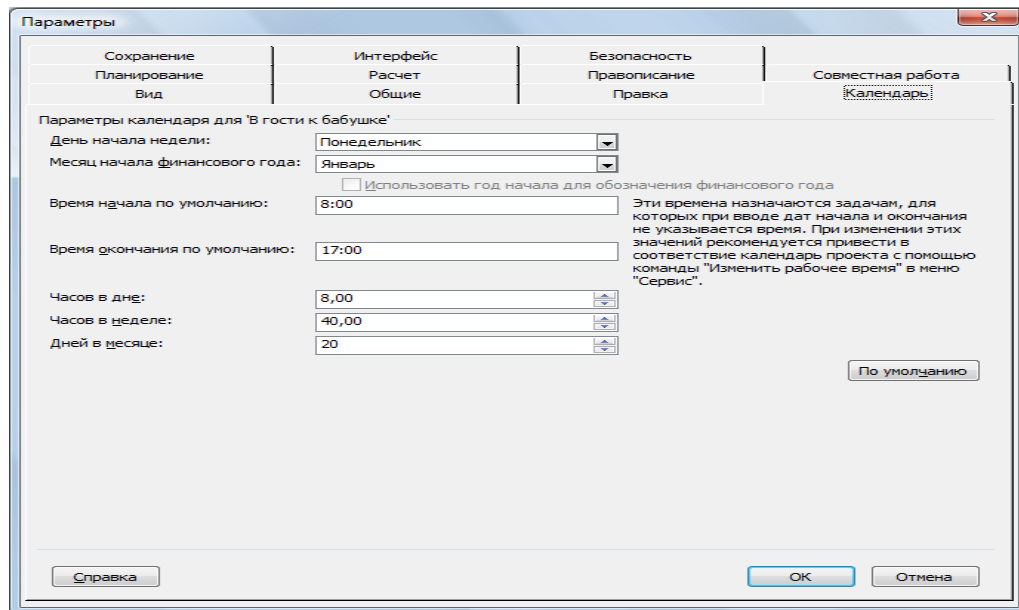 Параметры
Сохранение
Интерфейс
Безопасность
Планирование
Расчет
Правописание
Совместная работа
Вид
Общие
Правка
Календарь
Параметры календаря для 'В гости к бабушке'
День начала недели:
Понедельник
Месяц начала финансового года:
Январь
Использовать год начала для обозначения финансового года
Время начала по умолчанию:
8:00
Эти времена назначаются задачам, для
которых при вводе дат начала и окончания
не указывается время. При изменении этих
значений рекомендуется привести в
соответствие календарь проекта с помощью
команды "Изменить рабочее время" в меню
"Сервис".
Время окончания по умолчанию:
17:00
Часов в дне:
8,00
Часов в неделе:
40,00
Дней в месяце:
20
По умолчанию
Справка
OK
Отмена